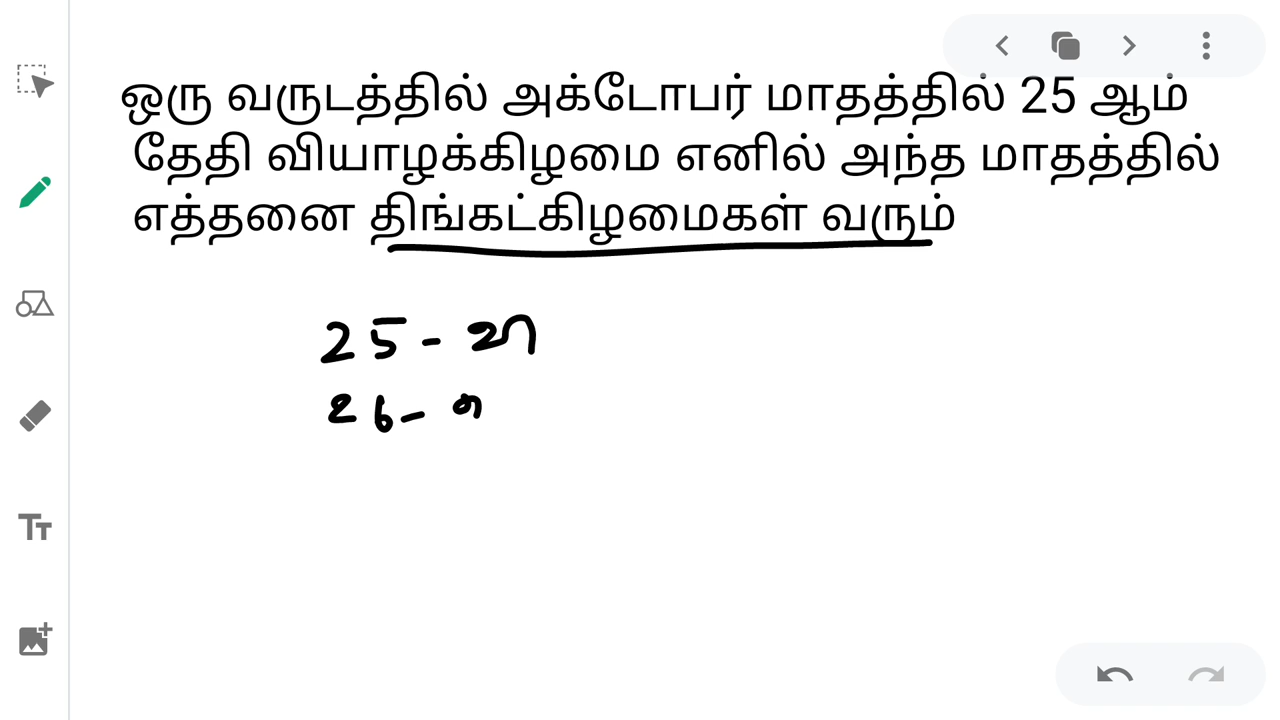 ஒரு வருடத்தில் அக்டோபர் மாதத்தில் 25 ஆம்
தேதி வியாழக்கிழமை எனில் அந்த மாதத்தில்
எத்தனை திங்கட்கிழமைகள் வரும்
25 -
26 -
Tт